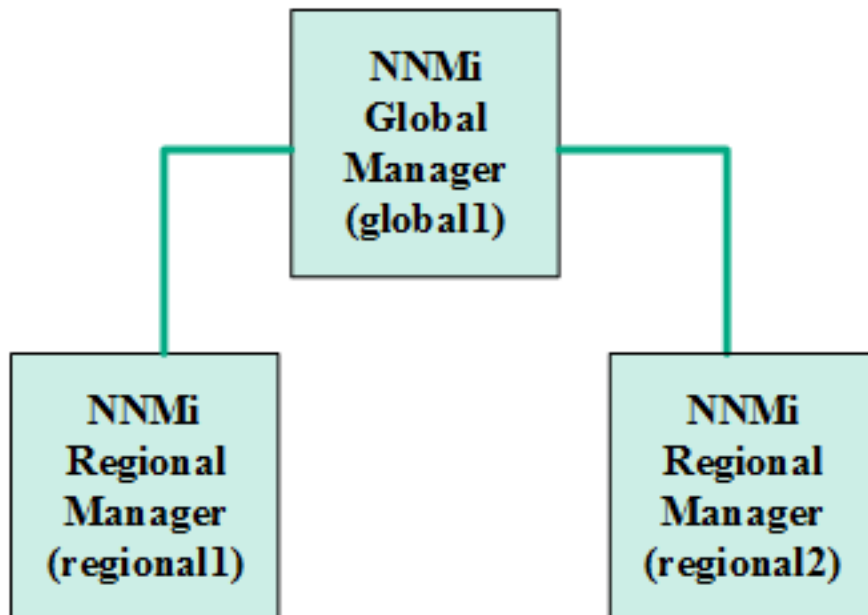 NNMi
Global
Manager
(global1)
NNMi
Regional
Manager
(regional1)
NNMi
Regional
Manager
(regional2)